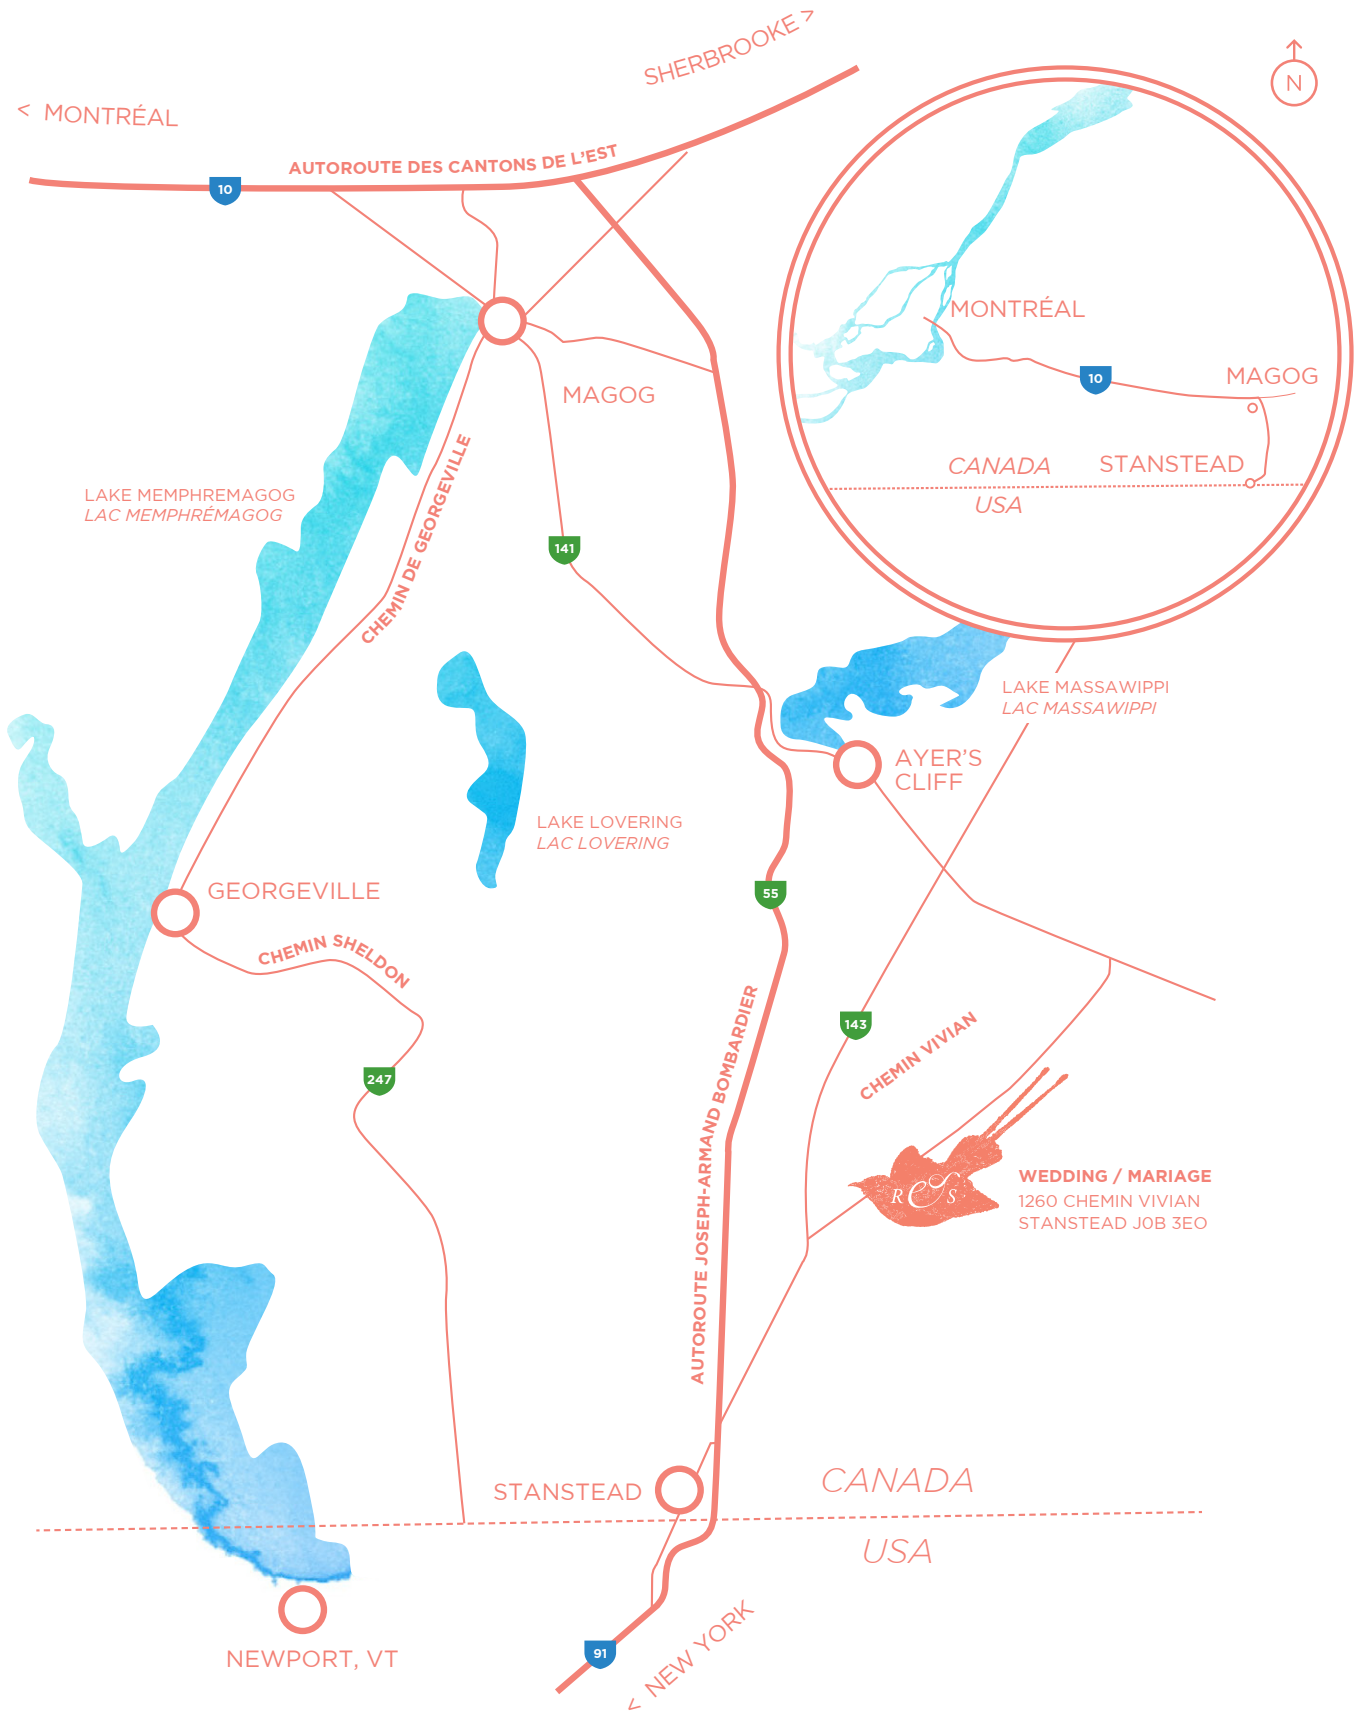 SHERBROOKE >
< MONTRÉAL
N
AUTOROUTE DES CANTONS DE L'EST
10
MONTRÉAL
10
MAGOG
CANADA
STANSTEAD
USA
MAGOG
CHEMIN DE GEORGEVILLE
LAKE MEMPHREMAGOG
LAC MEMPHRÉMAGOG
141
LAKE MASSAWIPPI
LAC MASSAWIPPI
AYER'S
CLIFF
LAKE LOVERING
LAC LOVERING
GEORGEVILLE
55
CHEMIN SHELDON
AUTOROUTE JOSEPH-ARMAND BOMBARDIER
143
CHEMIN VIVIAN
247
R & S
WEDDING / MARIAGE
1260 CHEMIN VIVIAN
STANSTEAD J0B 3EO
STANSTEAD
CANADA
USA
NEWPORT, VT
91
< NEW YORK